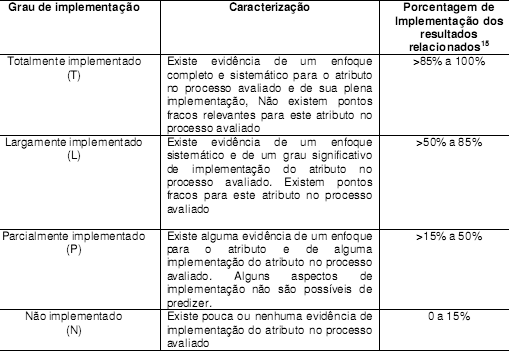 Grau de implementação
Caracterização
Porcentagem de
Implementação dos
resultados
relacionados15
Totalmente implementado
(T)
Existe evidência de um enfoque
completo e sistemático para o atributo
no processo avaliado e de sua plena
implementação, Não existem pontos
fracos relevantes para este atributo no
processo avaliado
>85% a 100%
Largamente implementado
(L)
Existe evidência de um enfoque
sistemático e de um grau significativo
de implementação do atributo no
processo avaliado. Existem pontos
fracos para este atributo no processo
avaliado
>50% a 85%
Parcialmente implementado
(P)
Existe alguma evidência de um enfoque
para o atributo e de alguma
implementação do atributo no processo
avaliado. Alguns aspectos de
implementação não são possíveis de
predizer.
>15% a 50%
Não implementado
(N)
Existe pouca ou nenhuma evidência de
implementação do atributo no processo
avaliado
0 a 15%